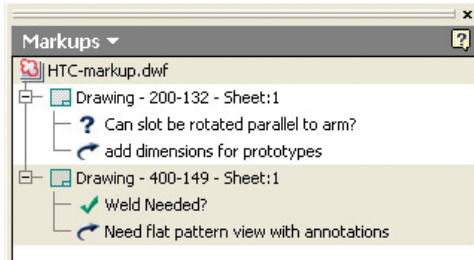 Markups
HTC-markup.dwf
Drawing - 200-132 - Sheet:1
? Can slot be rotated parallel to arm?
add dimensions for prototypes
Drawing - 400-149 - Sheet:1
Weld Needed?
Need flat pattern view with annotations